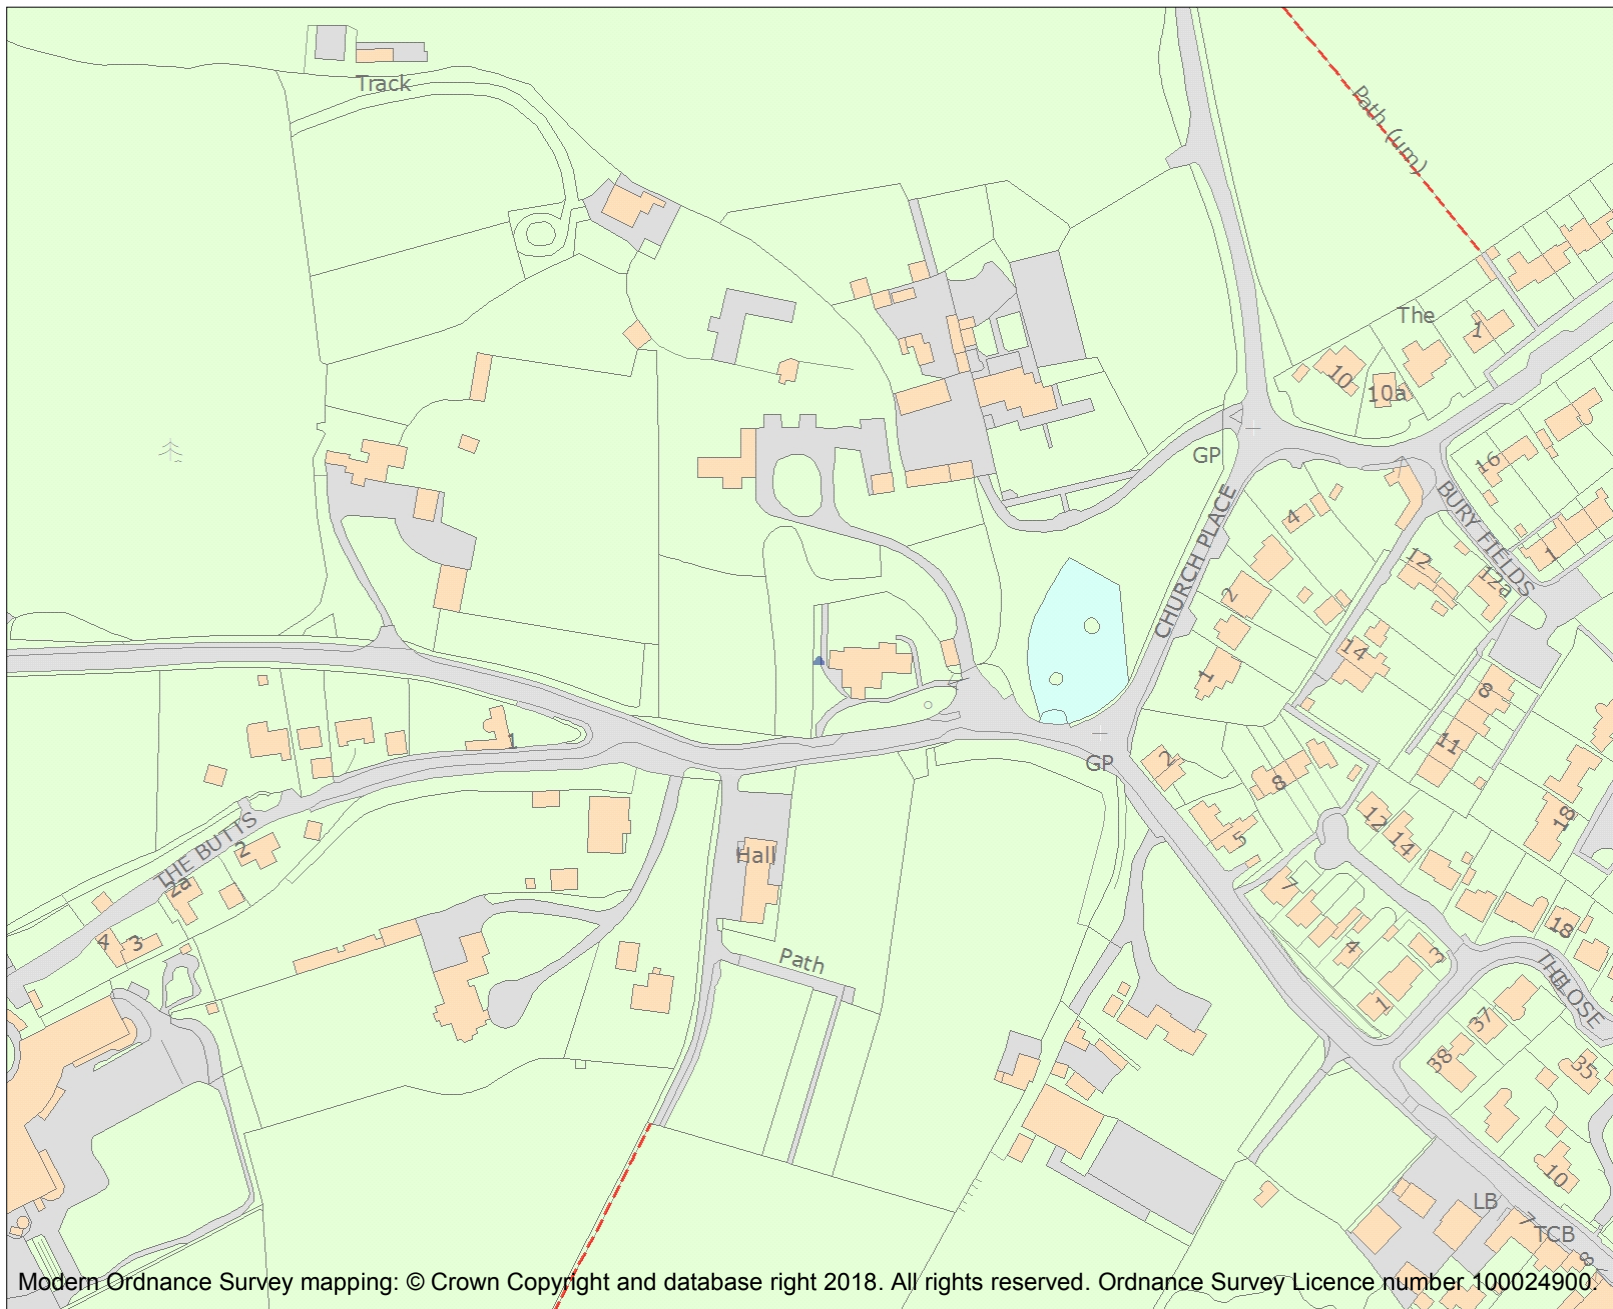 Track
Path (um)
The
1
10
10a
GP
16
BURY FIELDS
CHURCH PLACE
4
1
12
12a
2
14
1
8
11
1
GP
2
8
18
THE BUTTS
2
2a
Hall
5
12
14
7
4
3
18
4
3
Path
THE
CLOSE
1
37
38
35
10
LB
7
TCB
8
Modern Ordnance Survey mapping: © Crown Copyright and database right 2018. All rights reserved. Ordnance Survey Licence number 100024900.